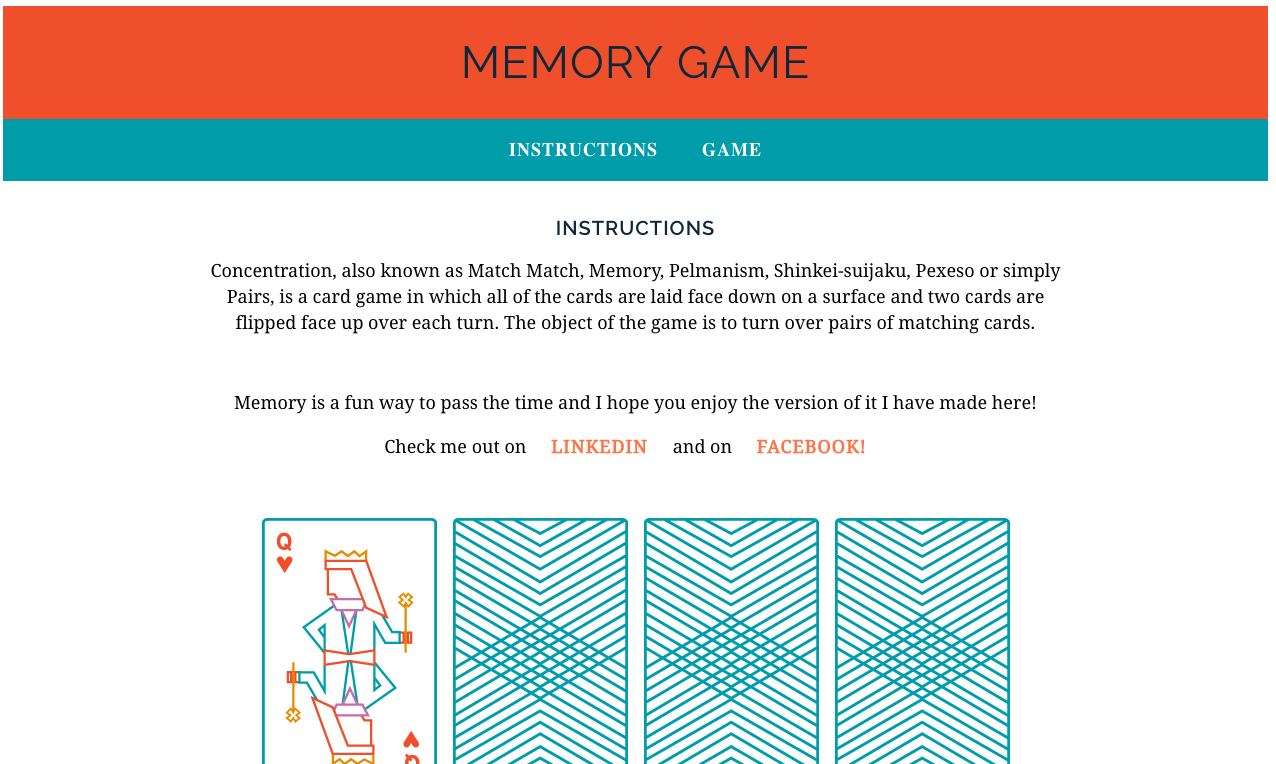 MEMORY GAME
INSTRUCTIONS GAME
INSTRUCTIONS
Concentration, also known as Match Match, Memory, Pelmanism, Shinkei-suijaku, Pexeso or simply
Pairs, is a card game in which all of the cards are laid face down on a surface and two cards are
flipped face up over each turn. The object of the game is to turn over pairs of matching cards.
Memory is a fun way to pass the time and I hope you enjoy the version of it I have made here!
Check me out on LINKEDIN and on FACEBOOK!
Q
Q